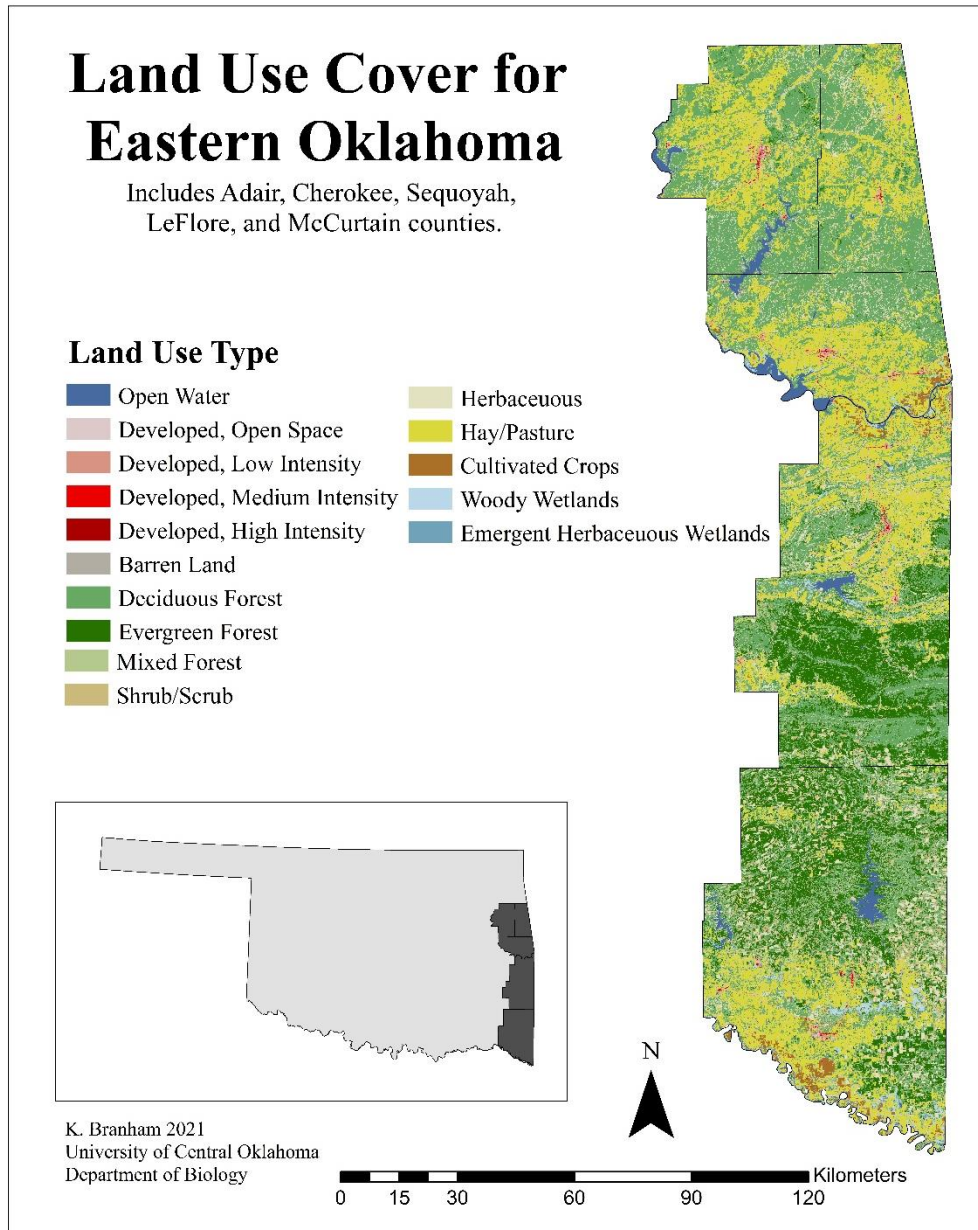 Land Use Cover for
Eastern Oklahoma
Includes Adair, Cherokee, Sequoyah,
LeFlore, and McCurtain counties.
Land Use Type
Open Water
Developed, Open Space
Developed, Low Intensity
Developed, Medium Intensity
Developed, High Intensity
Barren Land
Deciduous Forest
Evergreen Forest
Mixed Forest
Shrub/Scrub
Herbaceuous
Hay/Pasture
Cultivated Crops
Woody Wetlands
Emergent Herbaceuous Wetlands
N
K. Branham 2021
University of Central Oklahoma
Department of Biology
Kilometers
0 15 30 60 90 120